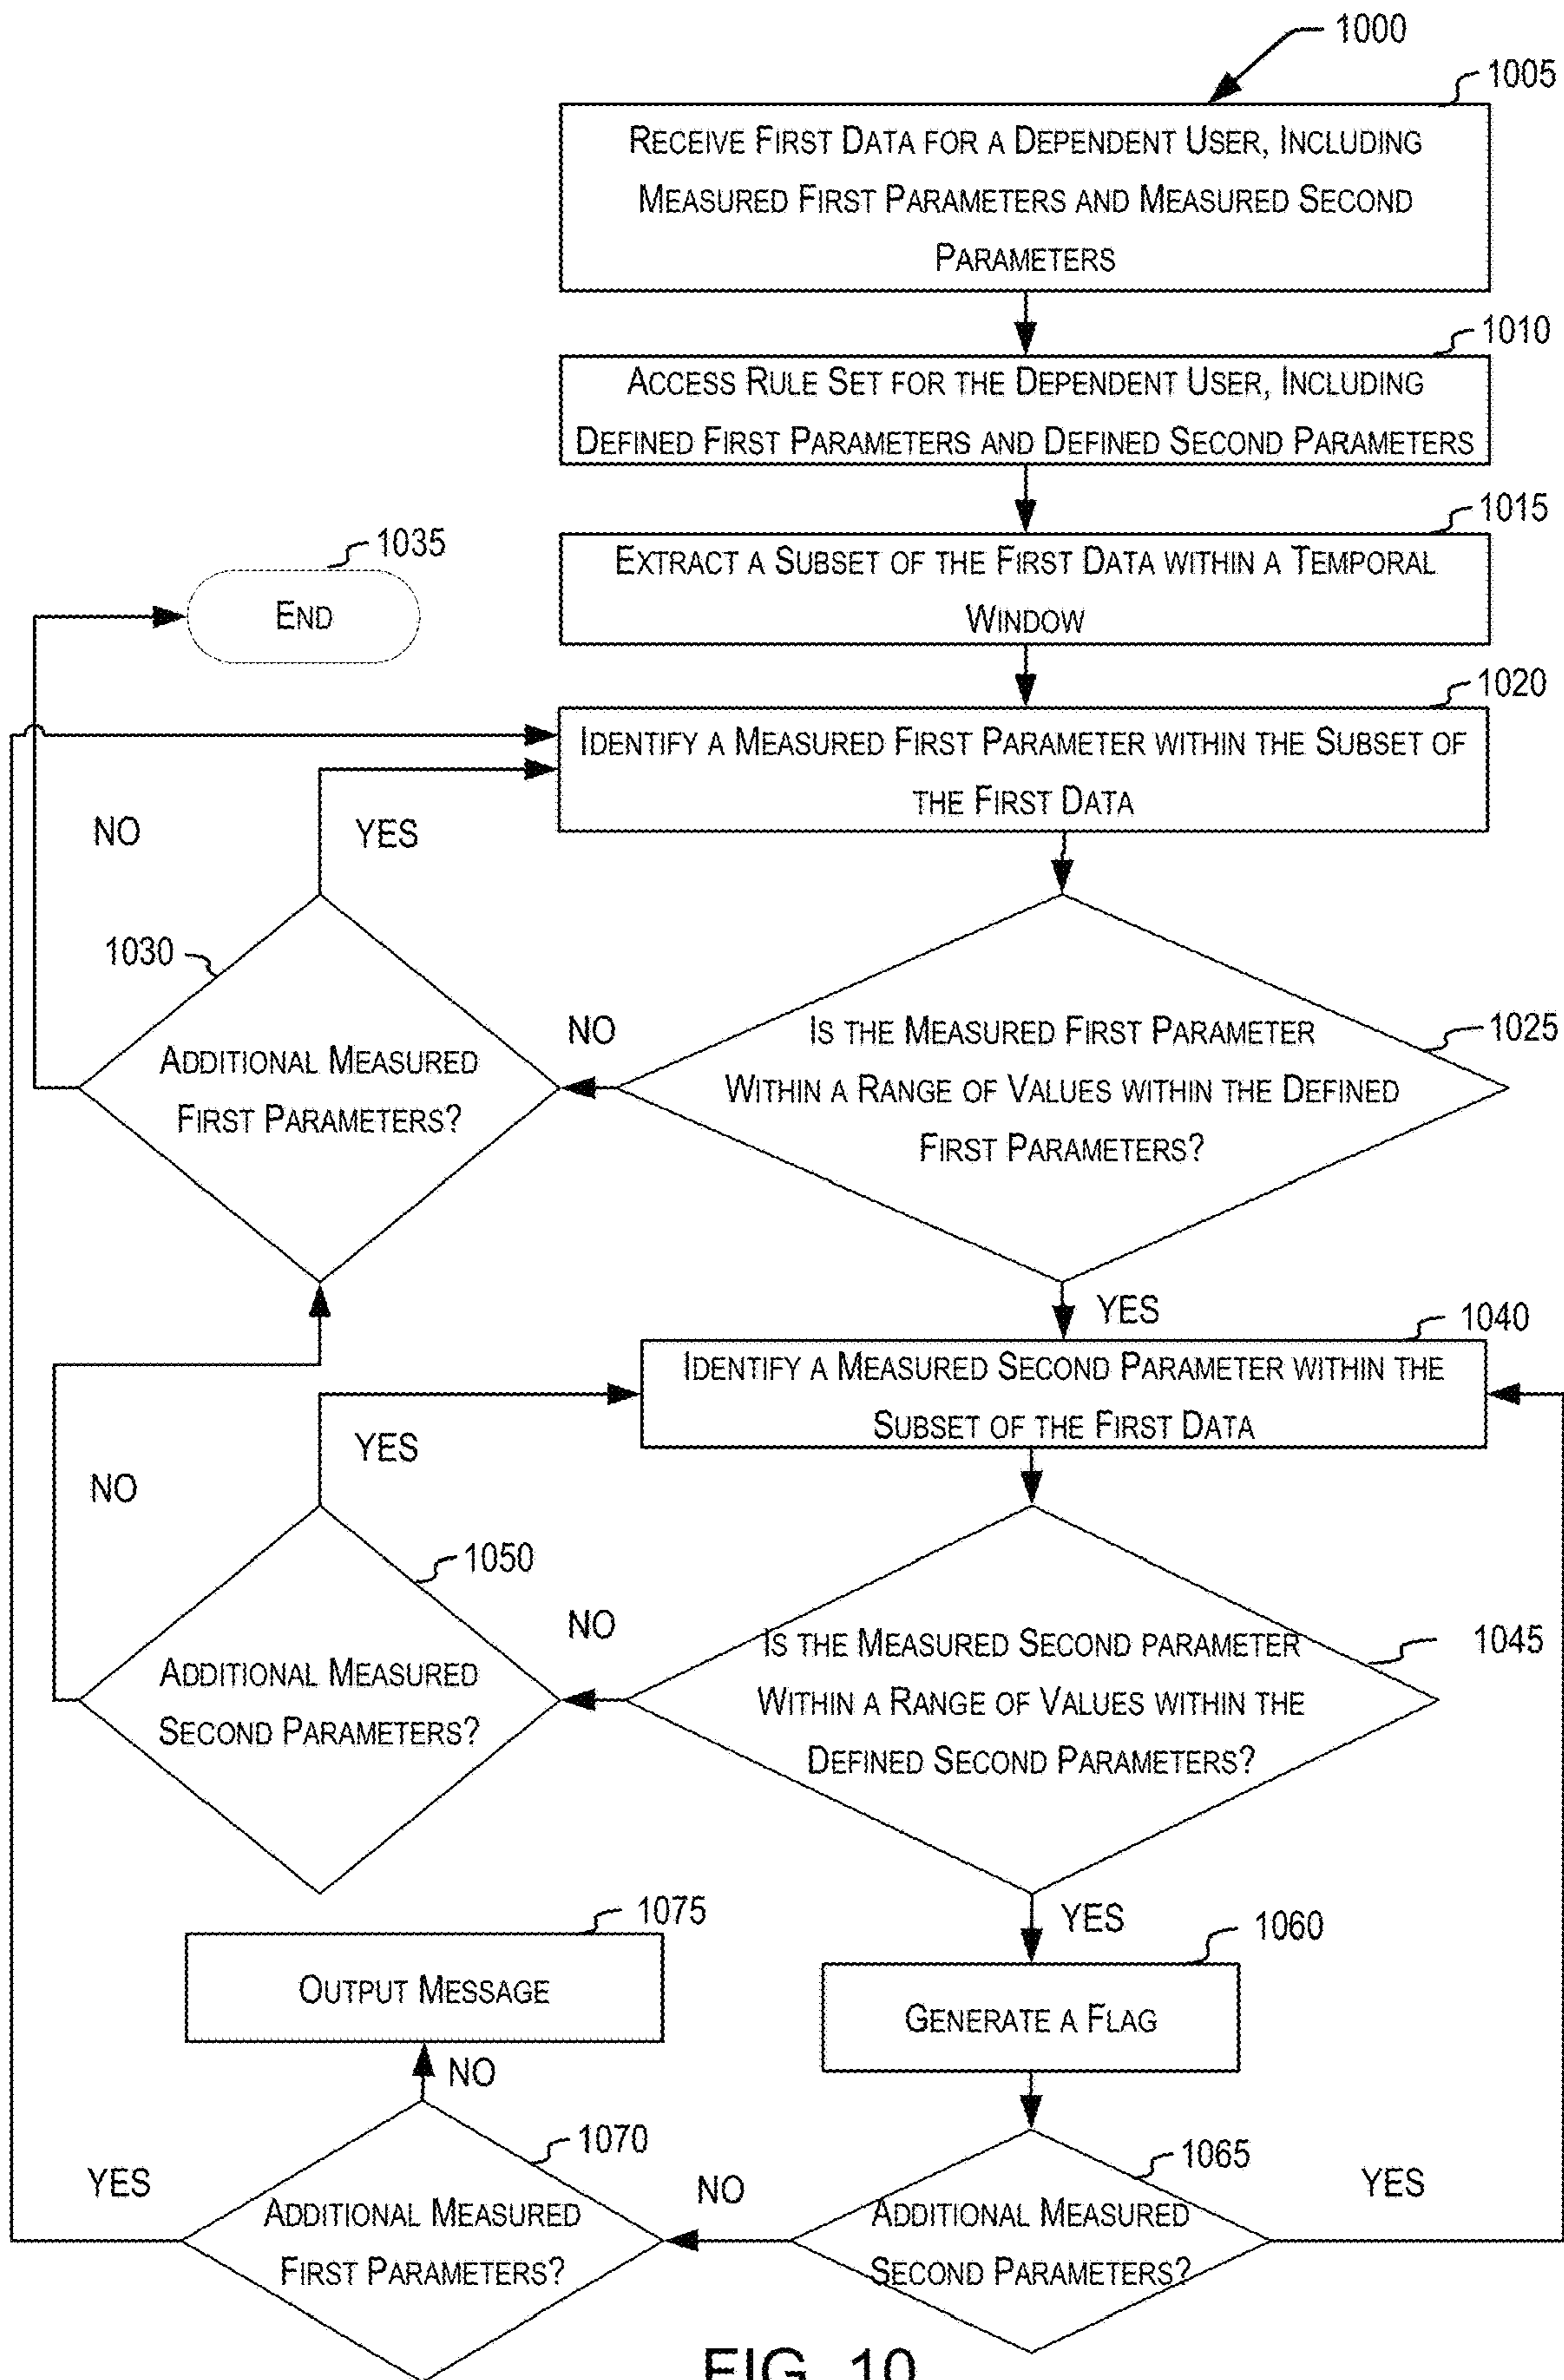 1000
1005
RECEIVE FIRST DATA FOR A DEPENDENT USER, INCLUDING
MEASURED FIRST PARAMETERS AND MEASURED SECOND
PARAMETERS
1010
ACCESS RULE SET FOR THE DEPENDENT USER, INCLUDING
DEFINED FIRST PARAMETERS AND DEFINED SECOND PARAMETERS
1015
EXTRACT A SUBSET OF THE FIRST DATA WITHIN A TEMPORAL
WINDOW
1035
END
1020
IDENTIFY A MEASURED FIRST PARAMETER WITHIN THE SUBSET OF
THE FIRST DATA
NO
YES
1030
ADDITIONAL MEASURED
FIRST PARAMETERS?
NO
1025
IS THE MEASURED FIRST PARAMETER
WITHIN A RANGE OF VALUES WITHIN THE DEFINED
FIRST PARAMETERS?
YES
1040
IDENTIFY A MEASURED SECOND PARAMETER WITHIN THE
SUBSET OF THE FIRST DATA
NO
YES
1050
ADDITIONAL MEASURED
SECOND PARAMETERS?
NO
1045
IS THE MEASURED SECOND PARAMETER
WITHIN A RANGE OF VALUES WITHIN THE
DEFINED SECOND PARAMETERS?
YES
1060
GENERATE A FLAG
1075
OUTPUT MESSAGE
NO
1070
YES
ADDITIONAL MEASURED
FIRST PARAMETERS?
NO
1065
ADDITIONAL MEASURED
SECOND PARAMETERS?
YES
FIG. 10